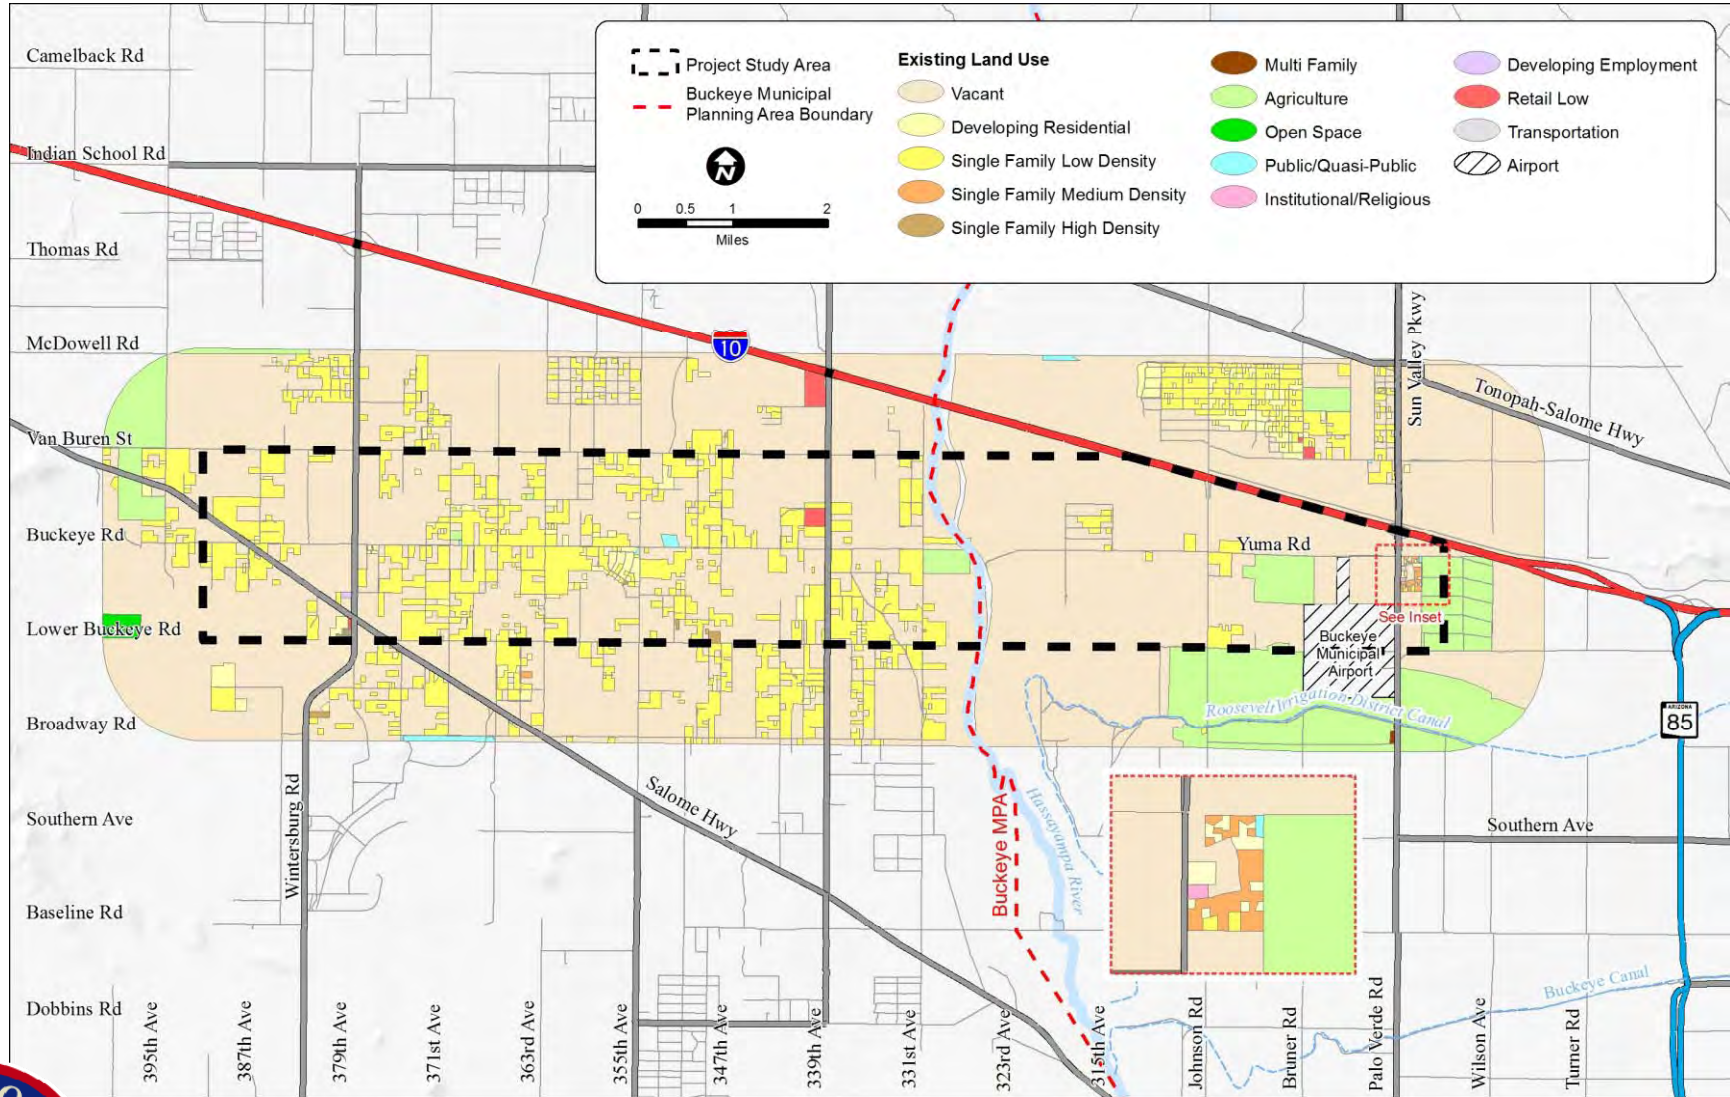 Camelback Rd
Indian School Rd
Thomas Rd
McDowell Rd
Van Buren St
Buckeye Rd
Lower Buckeye Rd
Broadway Rd
Southern Ave
Baseline Rd
Dobbins Rd
Project Study Area
Buckeye Municipal
Planning Area Boundary
N
0 0.5 1 2
Miles
Existing Land Use
Vacant
Developing Residential
Single Family Low Density
Single Family Medium Density
Single Family High Density
Multi Family
Agriculture
Open Space
Public/Quasi-Public
Institutional/Religious
Developing Employment
Retail Low
Transportation
Airport
10
Sun Valley Pkwy
Tonopah-Salome Hwy
Yuma Rd
See Inset
Buckeye
Municipal
Airport
Roosevelt Irrigation District Canal
ARIZONA
85
Wintersburg Rd
Salome Hwy
Buckeye MPA
Hassayampa River
Southern Ave
Buckeye Canal
395th Ave
387th Ave
379th Ave
371st Ave
363rd Ave
355th Ave
347th Ave
339th Ave
331st Ave
323rd Ave
315th Ave
Johnson Rd
Bruner Rd
Palo Verde Rd
Wilson Ave
Turner Rd